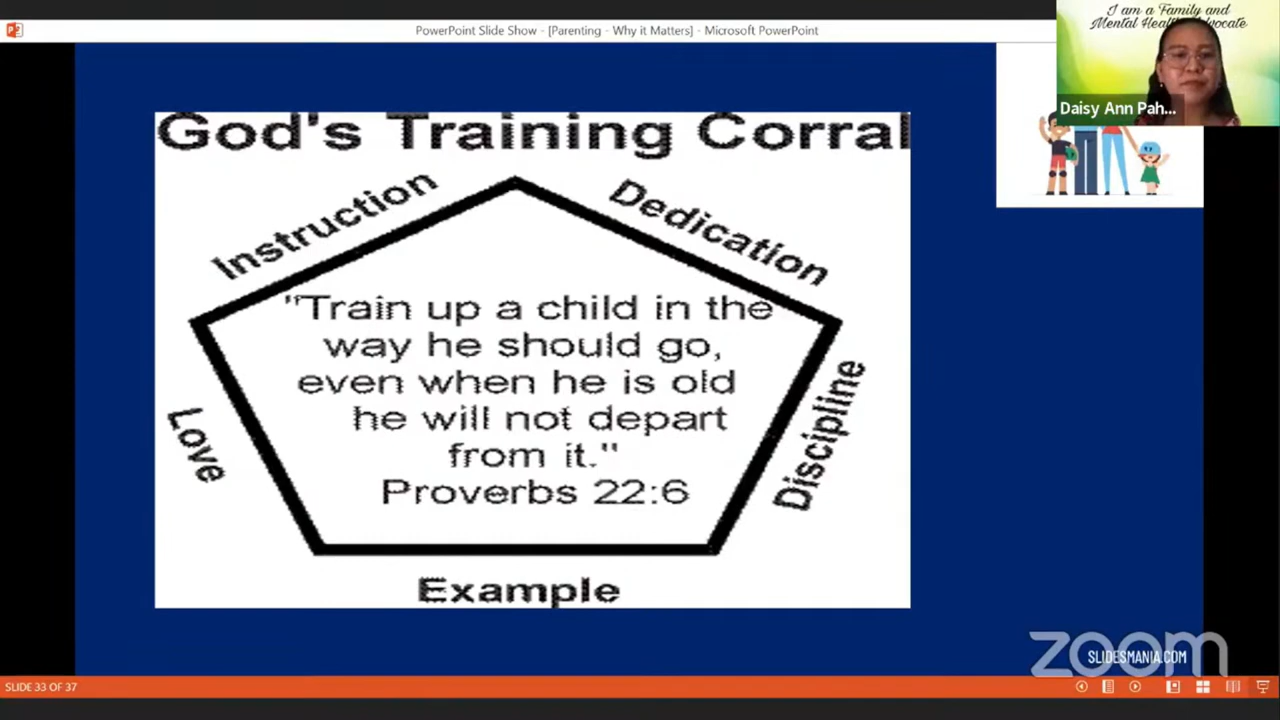 PowerPoint Slide Show - [Parenting - Why it Matters] - Microsoft PowerPoint
I am a Family and
Mental Health Advocate
Daisy Ann Pah...
God's Training Corral
Instruction
Dedication
"Train up a child in the
way he should go,
even when he is old
he will not depart
from it."
Proverbs 22:6
Love
Discipline
Example
zoom
SLIDESMANIA.COM
SLIDE 33 OF 37